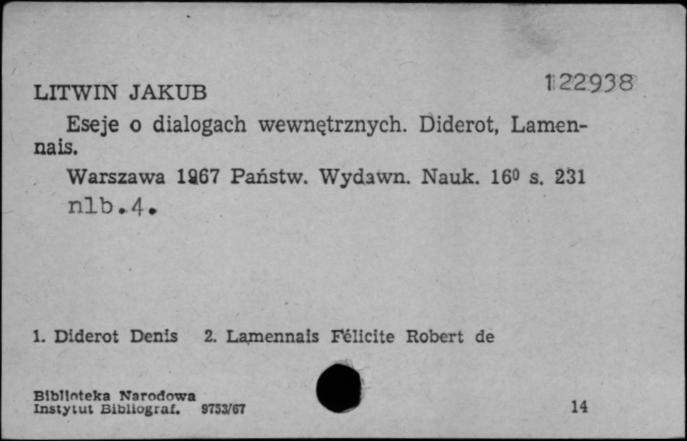 122938
LITWIN JAKUB
Eseje o dialogach wewnętrznych. Diderot, Lamen-
nais.
Warszawa 1967 Państw. Wydawn. Nauk. 16⁰ s. 231
nlb.4.
1. Diderot Denis 2. Lamennais Félicite Robert de
Biblioteka Narodowa
Instytut Bibliograf. 9753/67
14